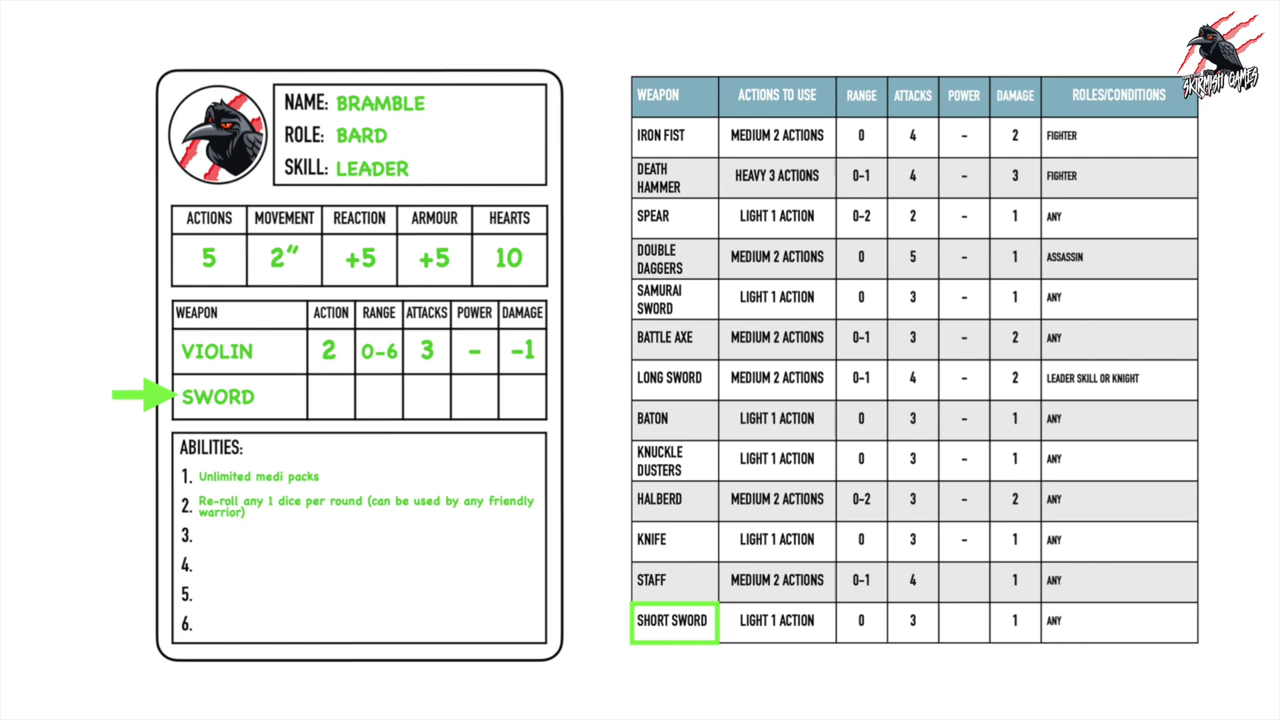 SKIRMISH GAMES
NAME: BRAMBLE
ROLE: BARD
SKILL: LEADER
ACTIONS MOVEMENT REACTION ARMOUR HEARTS
5 2” +5 +5 10
WEAPON ACTION RANGE ATTACKS POWER DAMAGE
VIOLIN 2 0-6 3 - -1
SWORD
ABILITIES:
1. Unlimited medi packs
2. Re-roll any 1 dice per round (can be used by any friendly
warrior)
3.
4.
5.
6.
WEAPON ACTIONS TO USE RANGE ATTACKS POWER DAMAGE ROLES/CONDITIONS
IRON FIST MEDIUM 2 ACTIONS 0 4 - 2 FIGHTER
DEATH
HAMMER HEAVY 3 ACTIONS 0-1 4 - 3 FIGHTER
SPEAR LIGHT 1 ACTION 0-2 2 - 1 ANY
DOUBLE
DAGGERS MEDIUM 2 ACTIONS 0 5 - 1 ASSASSIN
SAMURAI
SWORD LIGHT 1 ACTION 0 3 - 1 ANY
BATTLE AXE MEDIUM 2 ACTIONS 0-1 3 - 2 ANY
LONG SWORD MEDIUM 2 ACTIONS 0-1 4 - 2 LEADER SKILL OR KNIGHT
BATON LIGHT 1 ACTION 0 3 - 1 ANY
KNUCKLE
DUSTERS LIGHT 1 ACTION 0 3 - 1 ANY
HALBERD MEDIUM 2 ACTIONS 0-2 3 - 2 ANY
KNIFE LIGHT 1 ACTION 0 3 - 1 ANY
STAFF MEDIUM 2 ACTIONS 0-1 4 1 ANY
SHORT SWORD LIGHT 1 ACTION 0 3 1 ANY